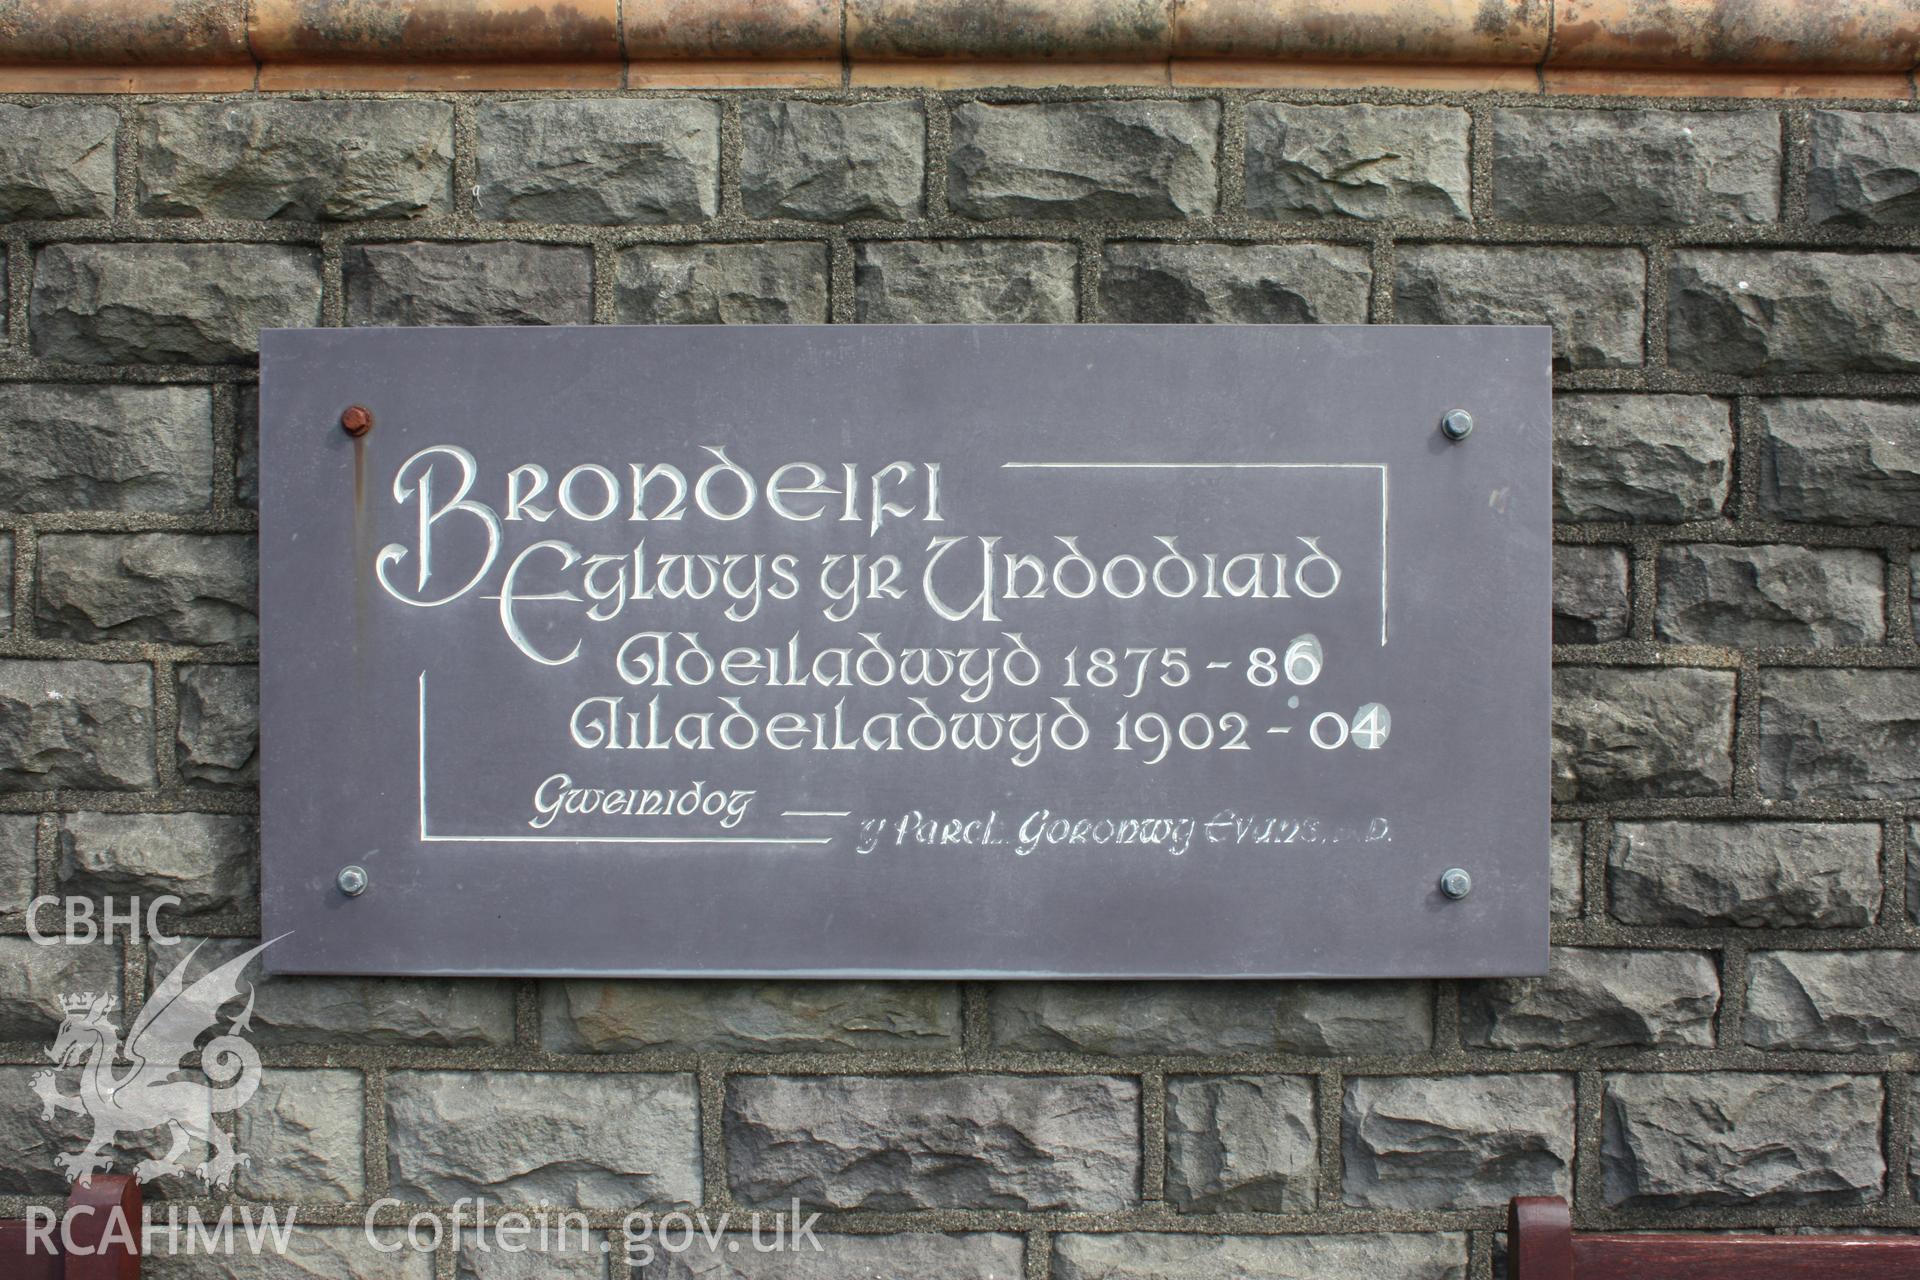 Brondeifi
Eglwys yr Undodiaid
Adeiladwyd 1875 - 86
Ailadeiladwyd 1902 - 04
Gweinidog — y Parch. Goronwy Evans,
CBHC
RCAHMW Coflein.gov.uk